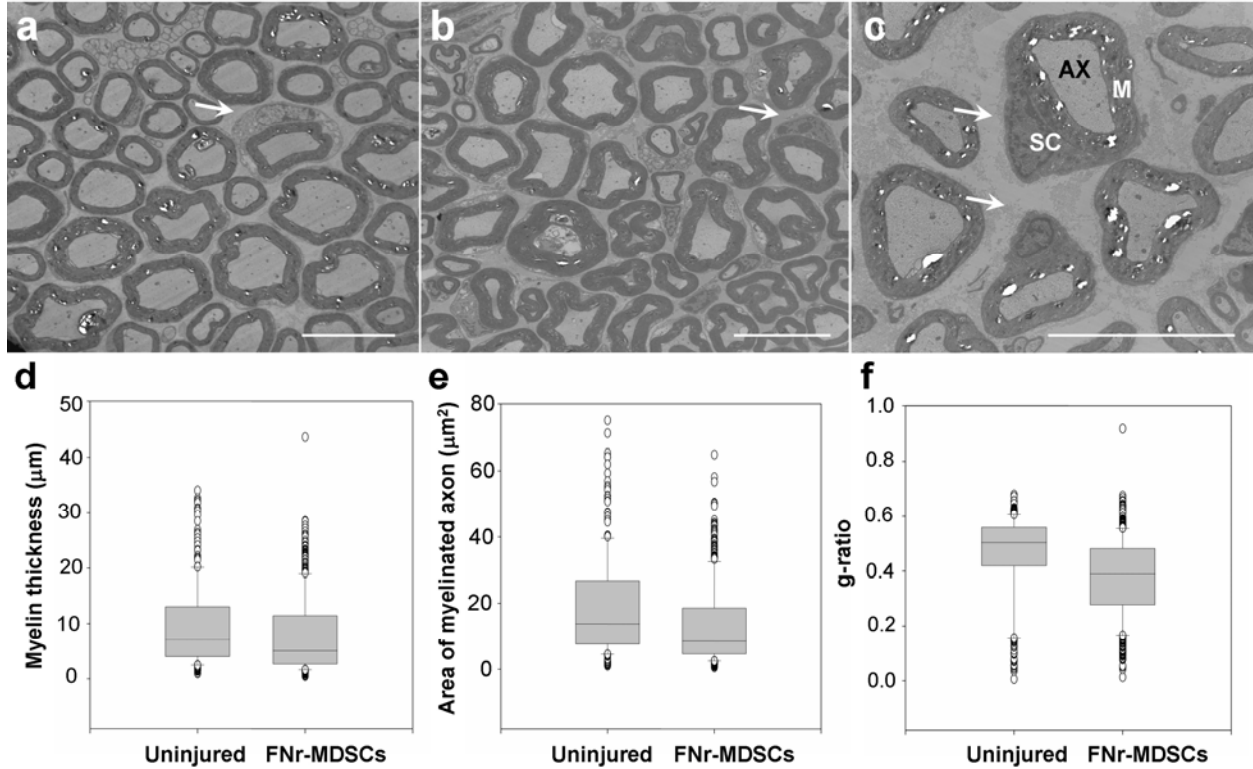 a
b
c
AX
M
SC
d
e
f
Myelin thickness (μm)
50
40
30
20
10
0
Uninjured FNr-MDSCs
Area of myelinated axon (μm²)
80
60
40
20
0
Uninjured FNr-MDSCs
g-ratio
1.0
0.8
0.6
0.4
0.2
0.0
Uninjured FNr-MDSCs